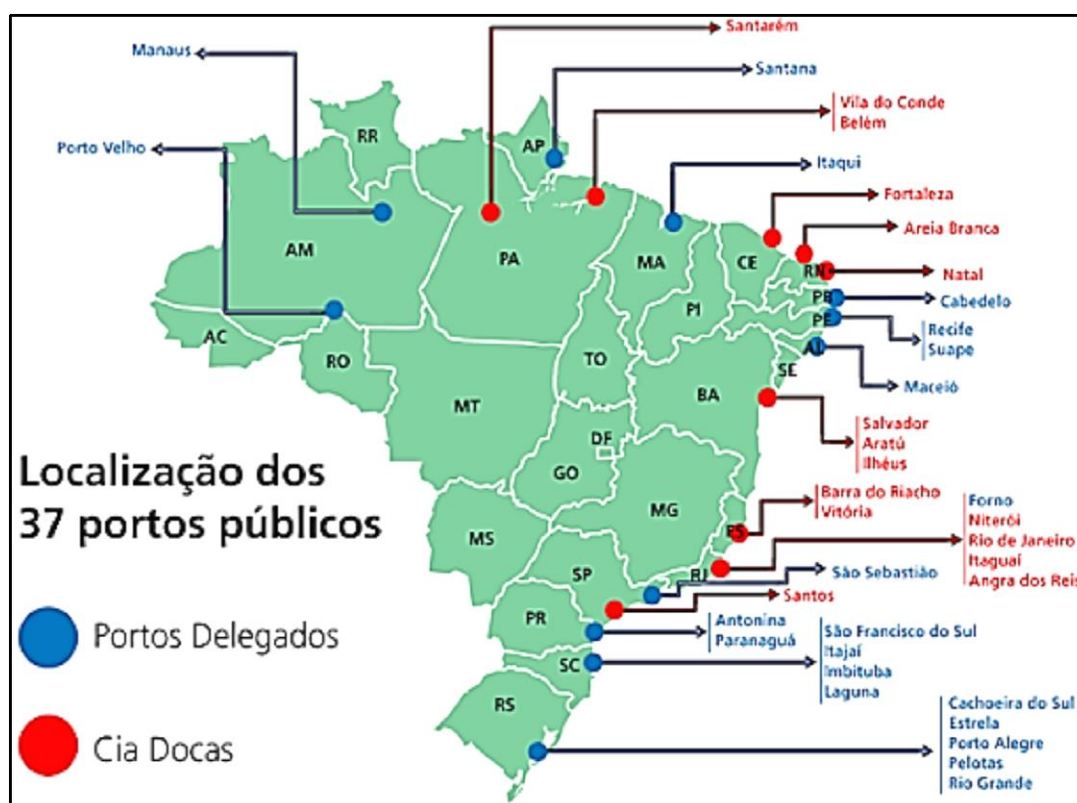 Santarém
Manaus
Santana
Vila do Conde
Belém
RR
AP
Porto Velho
Itaqui
Fortaleza
Areia Branca
AM
PA
MA
CE
RN
Natal
PB
Cabedelo
PI
PE
Recife
Suape
AC
RO
TO
AL
SE
Maceió
MT
BA
Salvador
Aratú
Ilhéus
DF
GO
Localização dos
37 portos públicos
MG
Barra do Riacho
Vitória
ES
Forno
Niterói
Rio de Janeiro
Itaguaí
Angra dos Reis
MS
SP
RJ
São Sebastião
Santos
PR
Antonina
Paranaguá
São Francisco do Sul
Itajaí
Imbituba
Laguna
Portos Delegados
SC
RS
Cachoeira do Sul
Estrela
Porto Alegre
Pelotas
Rio Grande
Cia Docas